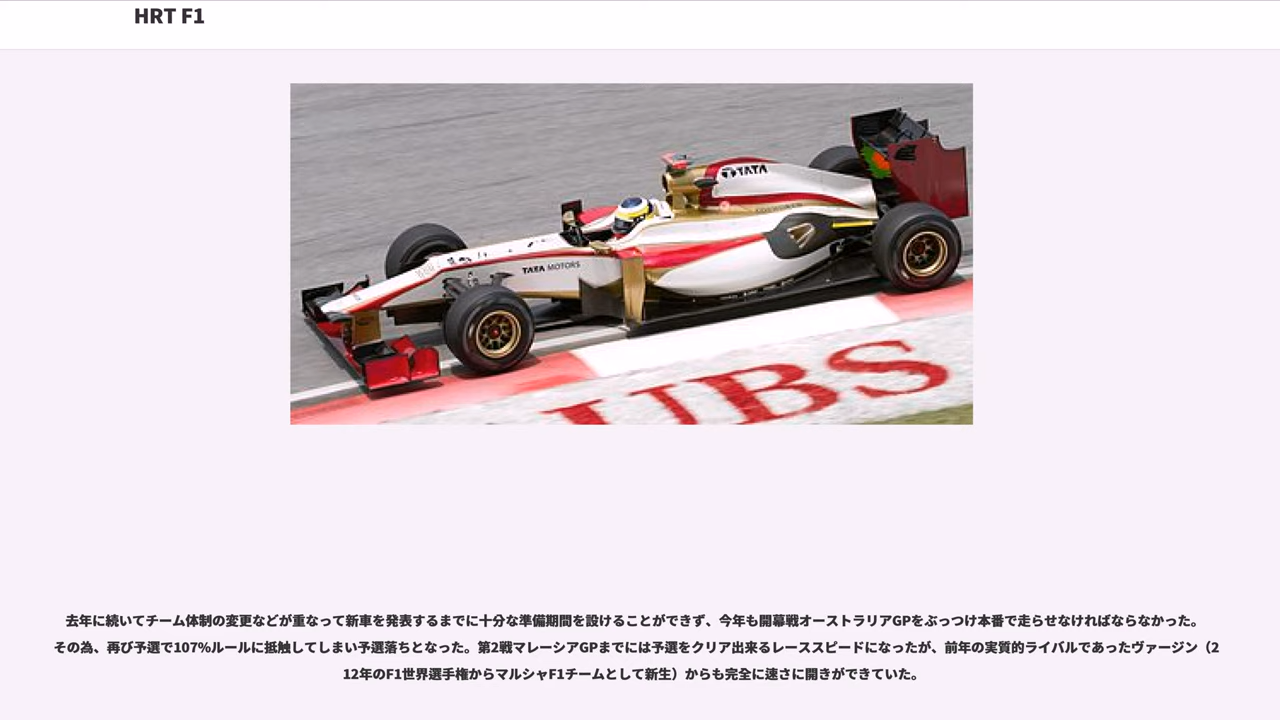 HRT F1
TATA
TATA MOTORS
UBS
去年に続いてチーム体制の変更などが重なって新車を発表するまでに十分な準備期間を設けることができず、今年も開幕戦オーストラリアGPをぶっつけ本番で走らせなければならなかった。
その為、再び予選で107%ルールに抵触してしまい予選落ちとなった。第2戦マレーシアGPまでには予選をクリア出来るレーススピードになったが、前年の実質的ライバルであったヴァージン（2
12年のF1世界選手権からマルシャF1チームとして新生）からも完全に速さに開きができていた。